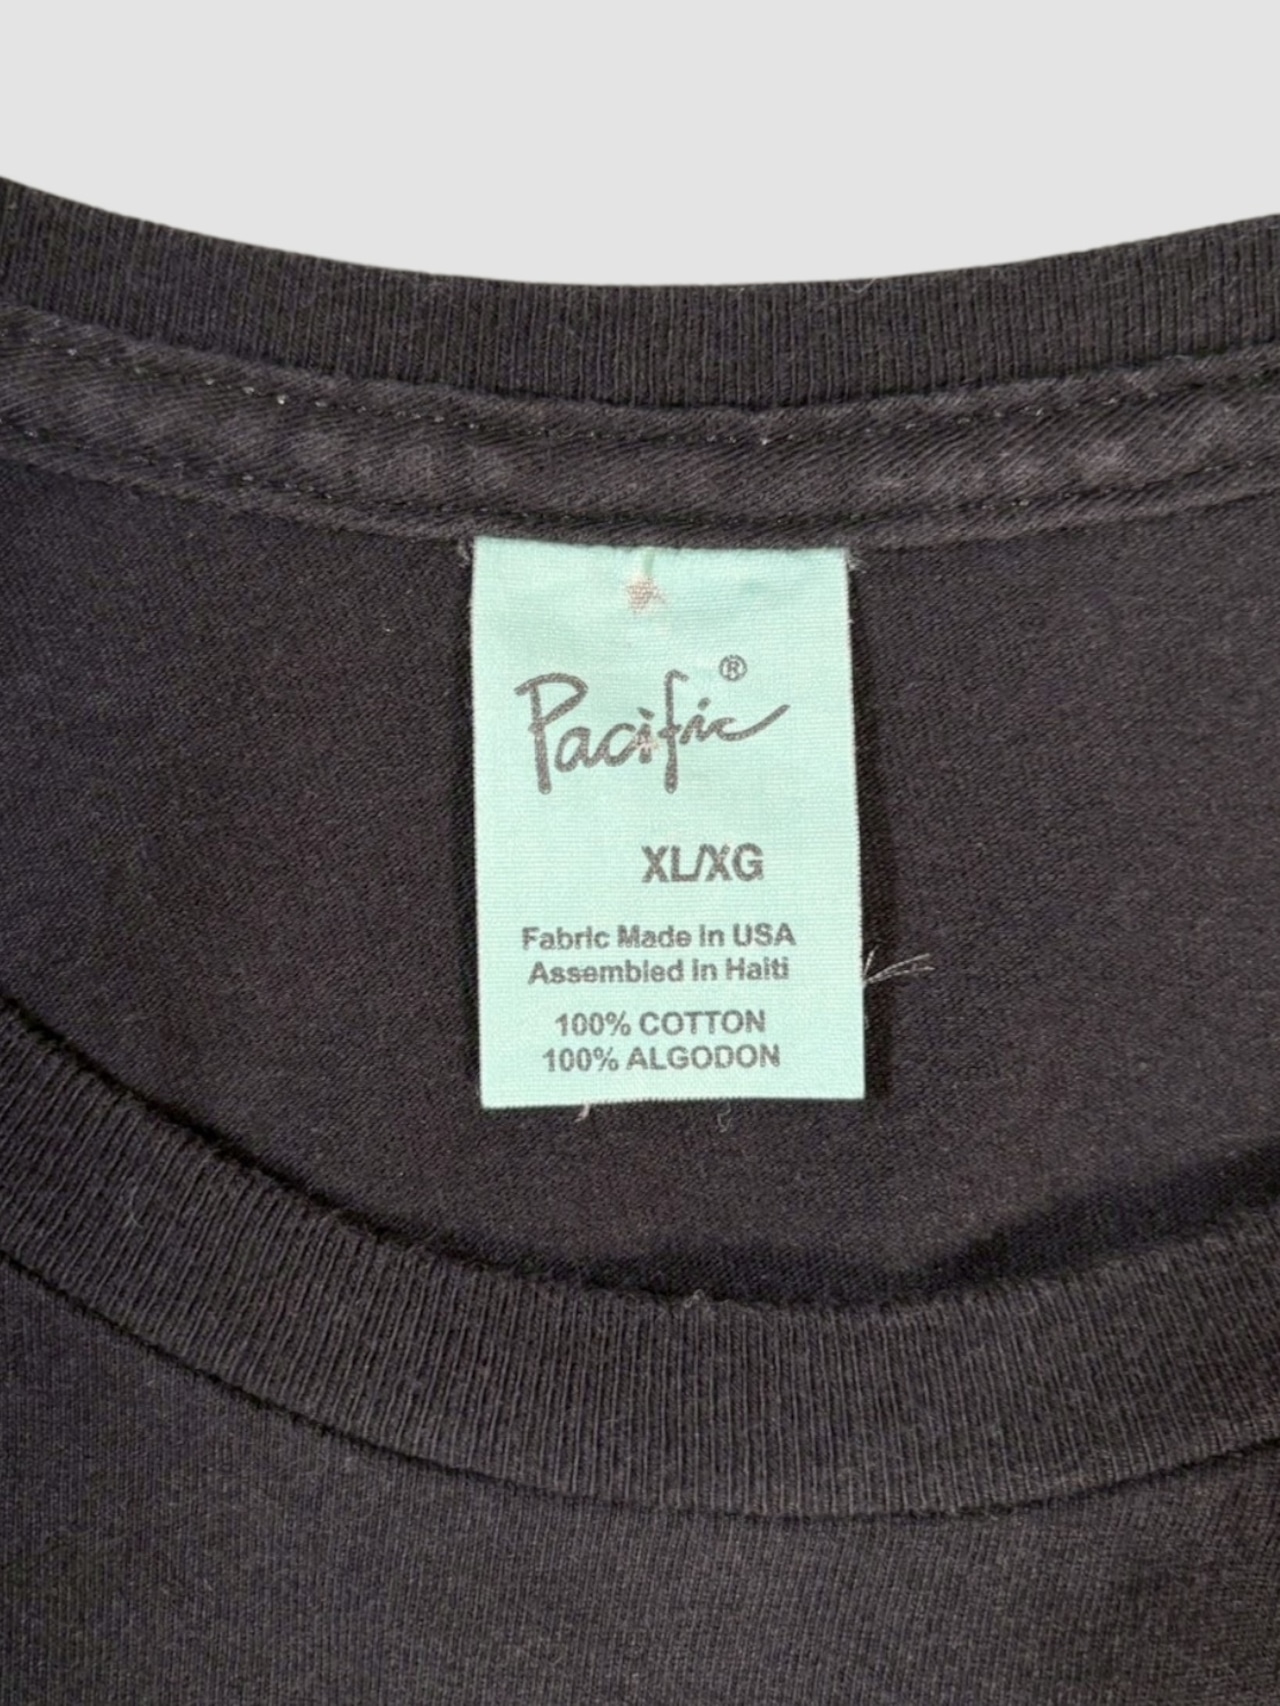 Pacific®
XL/XG
Fabric Made In USA
Assembled In Haiti
100% COTTON
100% ALGODON